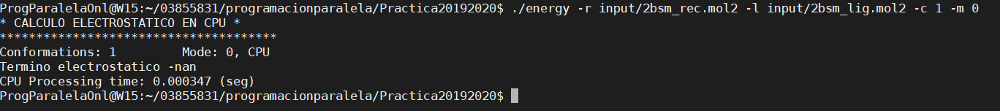 ProgParalelaOnl@W15:~/03855831/programacionparalela/Practica20192020$ ./energy -r input/2bsm_rec.mol2 -l input/2bsm_lig.mol2 -c 1 -m 0
* CALCULO ELECTROSTATICO EN CPU *
**************************************
Conformations: 1         Mode: 0, CPU
Termino electrostatico -nan
CPU Processing time: 0.000347 (seg)
ProgParalelaOnl@W15:~/03855831/programacionparalela/Practica20192020$